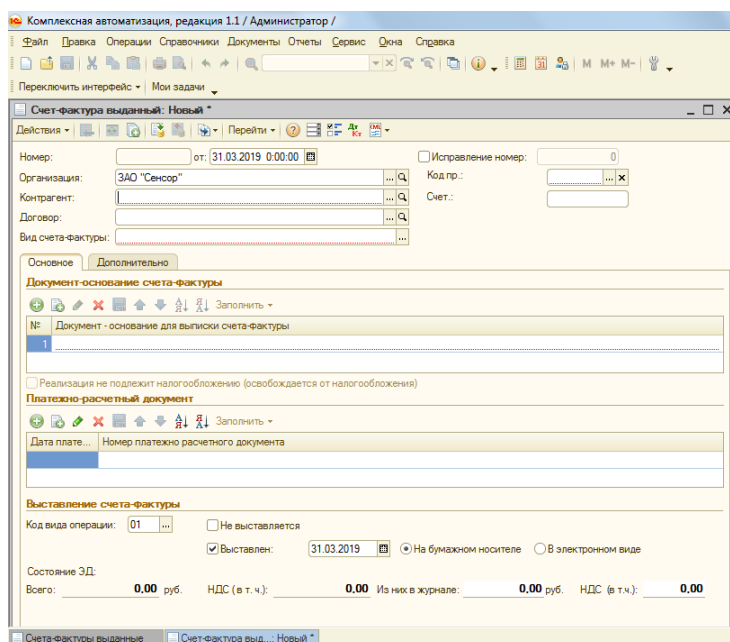 Комплексная автоматизация, редакция 1.1 / Администратор /
Файл Правка Операции Справочники Документы Отчеты Сервис Окна Справка
M M+ M-
Переключить интерфейс Мои задачи
Счет-фактура выданный: Новый *
Действия Перейти
Номер: от: 31.03.2019 0:00:00 Исправление номер: 0
Организация: ЗАО "Сенсор" Код пр.:
Контрагент: Счет.:
Договор:
Вид счета-фактуры:
Основное Дополнительно
Документ-основание счета-фактуры
Заполнить
№ Документ - основание для выписки счета-фактуры
1
Реализация не подлежит налогообложению (освобождается от налогообложения)
Платежно-расчетный документ
Заполнить
Дата плате... Номер платежно расчетного документа
Выставление счета-фактуры
Код вида операции: 01 ... Не выставляется
Выставлен: 31.03.2019 На бумажном носителе В электронном виде
Состояние ЭД:
Всего: 0,00 руб. НДС (в т. ч.): 0,00 Из них в журнале: 0,00 руб. НДС (в т.ч.): 0,00
Счета-фактуры выданные Счет-фактура выд...: Новый *